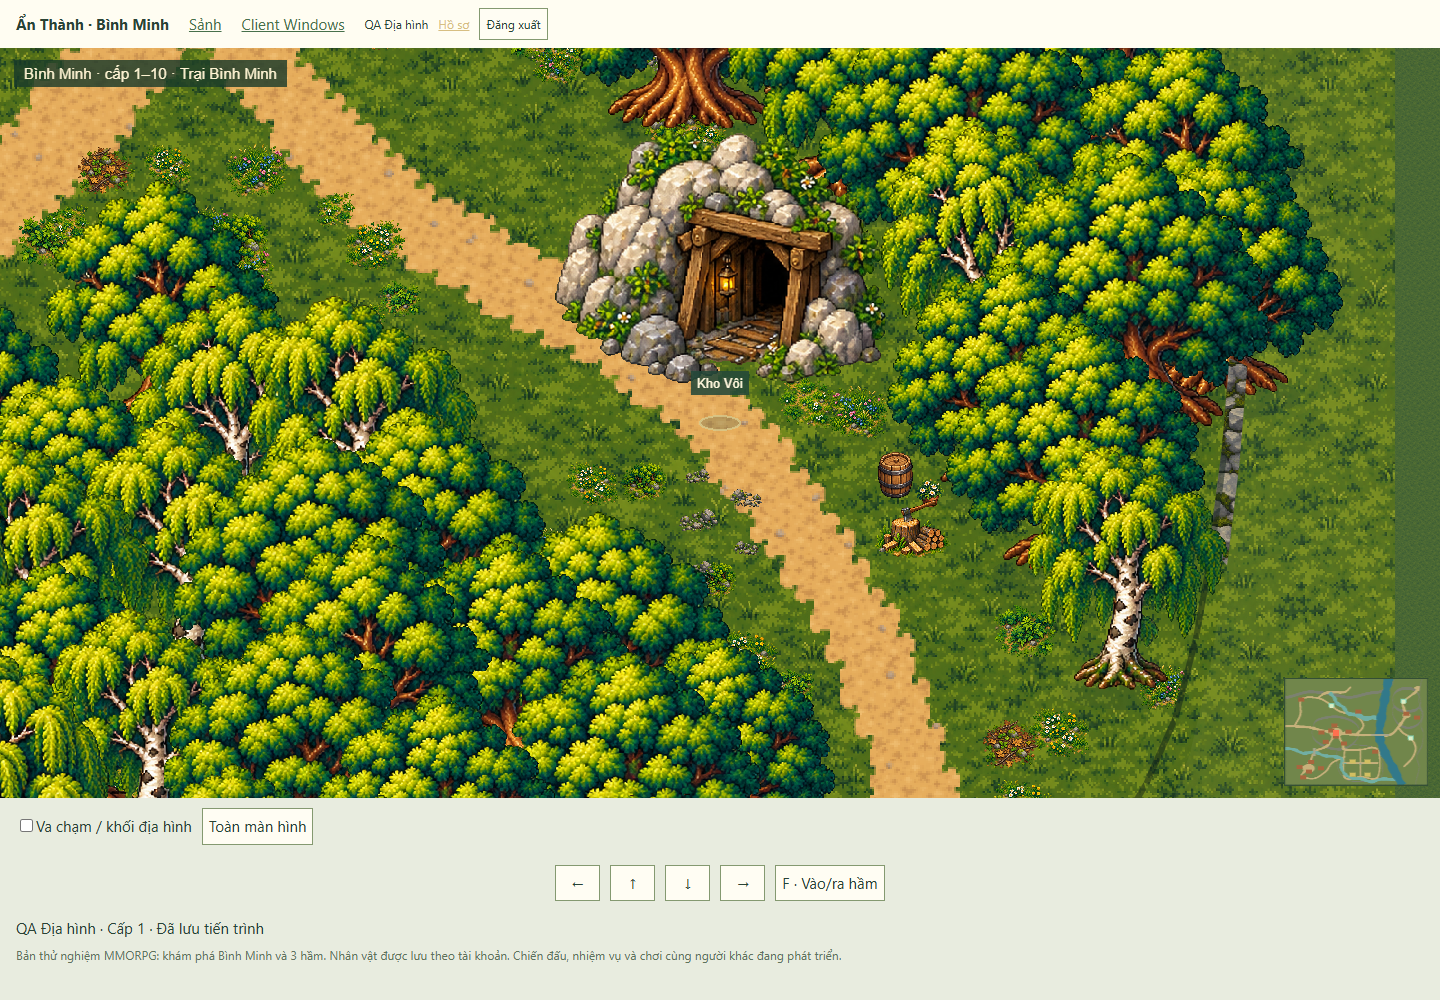 Ẩn Thành · Bình Minh Sảnh Client Windows QA Địa hình Hồ sơ Đăng xuất
Bình Minh · cấp 1–10 · Trại Bình Minh
Kho Vôi
Va chạm / khối địa hình Toàn màn hình
← ↑ ↓ → F · Vào/ra hầm
QA Địa hình · Cấp 1 · Đã lưu tiến trình
Bản thử nghiệm MMORPG: khám phá Bình Minh và 3 hầm. Nhân vật được lưu theo tài khoản. Chiến đấu, nhiệm vụ và chơi cùng người khác đang phát triển.